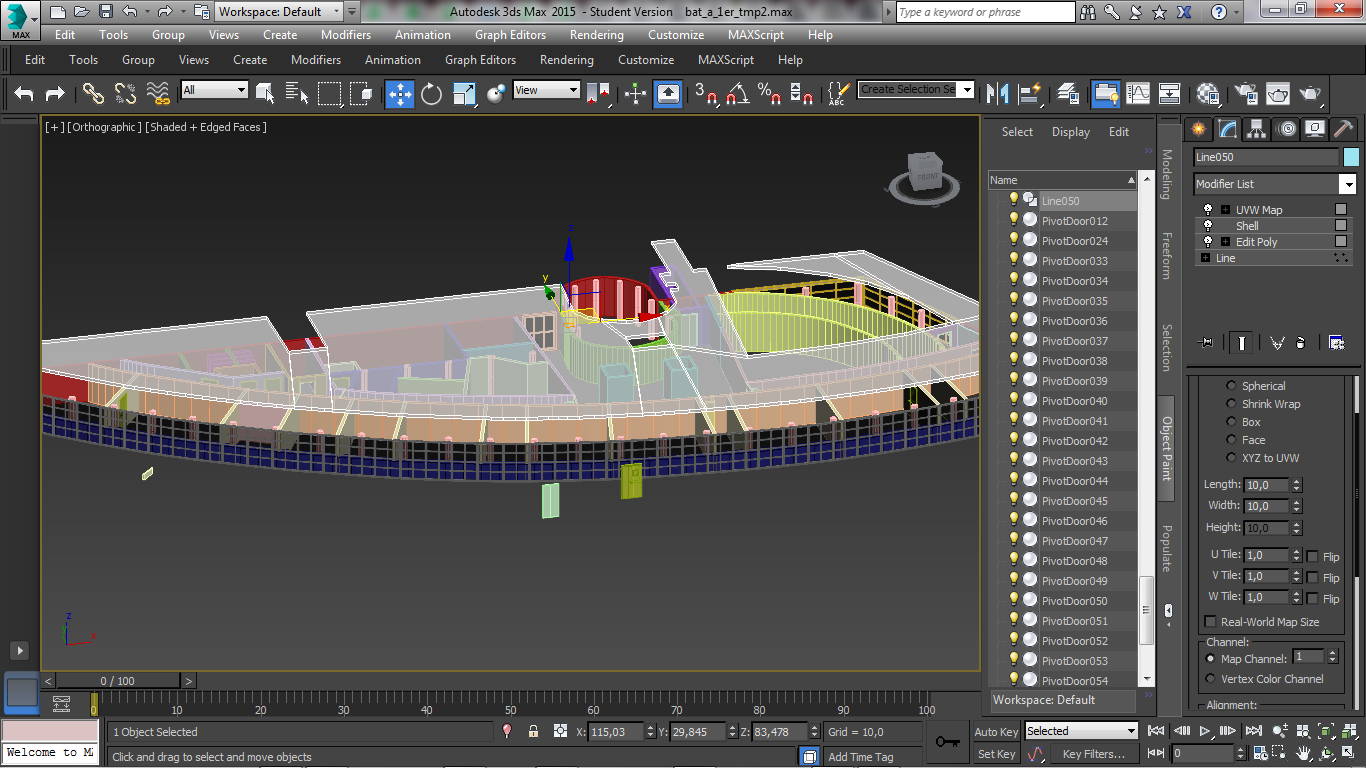 Workspace: Default
Autodesk 3ds Max 2015 - Student Version bat_a_1er_tmp2.max
Type a keyword or phrase
MAX
Edit Tools Group Views Create Modifiers Animation Graph Editors Rendering Customize MAXScript Help
Edit Tools Group Views Create Modifiers Animation Graph Editors Rendering Customize MAXScript Help
All
View
3
Create Selection Se
[+] [Orthographic] [Shaded + Edged Faces]
FRONT
z
y
z
x
Select Display Edit
Name
Line050
PivotDoor012
PivotDoor024
PivotDoor033
PivotDoor034
PivotDoor035
PivotDoor036
PivotDoor037
PivotDoor038
PivotDoor039
PivotDoor040
PivotDoor041
PivotDoor042
PivotDoor043
PivotDoor044
PivotDoor045
PivotDoor046
PivotDoor047
PivotDoor048
PivotDoor049
PivotDoor050
PivotDoor051
PivotDoor052
PivotDoor053
PivotDoor054
Workspace: Default
Modeling
Freeform
Selection
Object Paint
Populate
Line050
Modifier List
UVW Map
Shell
Edit Poly
Line
Spherical
Shrink Wrap
Box
Face
XYZ to UVW
Length: 10,0
Width: 10,0
Height: 10,0
U Tile: 1,0 Flip
V Tile: 1,0 Flip
W Tile: 1,0 Flip
Real-World Map Size
Channel:
Map Channel: 1
Vertex Color Channel
Alignment:
< 0 / 100 >
0 10 20 30 40 50 60 70 80 90 100
1 Object Selected
X: 115,03 Y: 29,845 Z: 83,478 Grid = 10,0
Auto Key Selected
Welcome to MA
Click and drag to select and move objects
Add Time Tag
Set Key Key Filters...
0